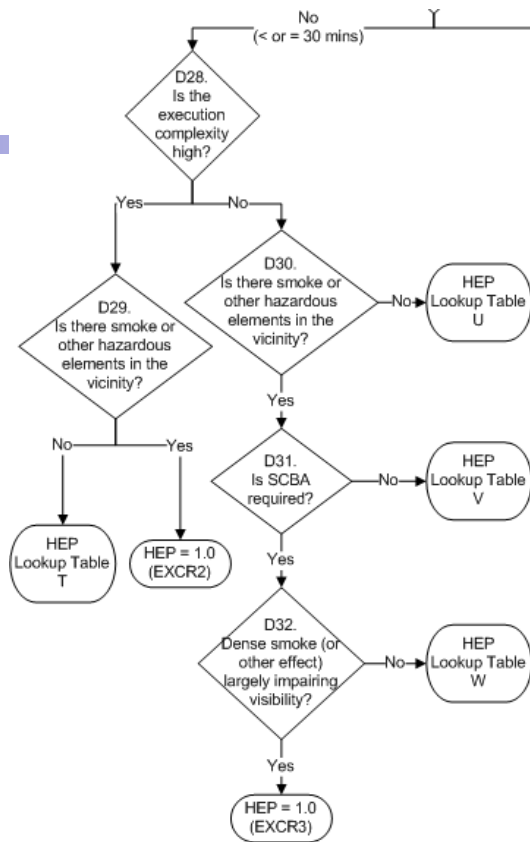 No
(< or = 30 mins)
D28.
Is the
execution
complexity
high?
Yes
No
D29.
Is there smoke or
other hazardous
elements in the
vicinity?
D30.
Is there smoke or
other hazardous
elements in the
vicinity?
No
HEP
Lookup Table
U
Yes
D31.
Is SCBA
required?
No
HEP
Lookup Table
V
No
Yes
HEP
Lookup Table
T
HEP = 1.0
(EXCR2)
Yes
D32.
Dense smoke (or
other effect)
largely impairing
visibility?
No
HEP
Lookup Table
W
Yes
HEP = 1.0
(EXCR3)